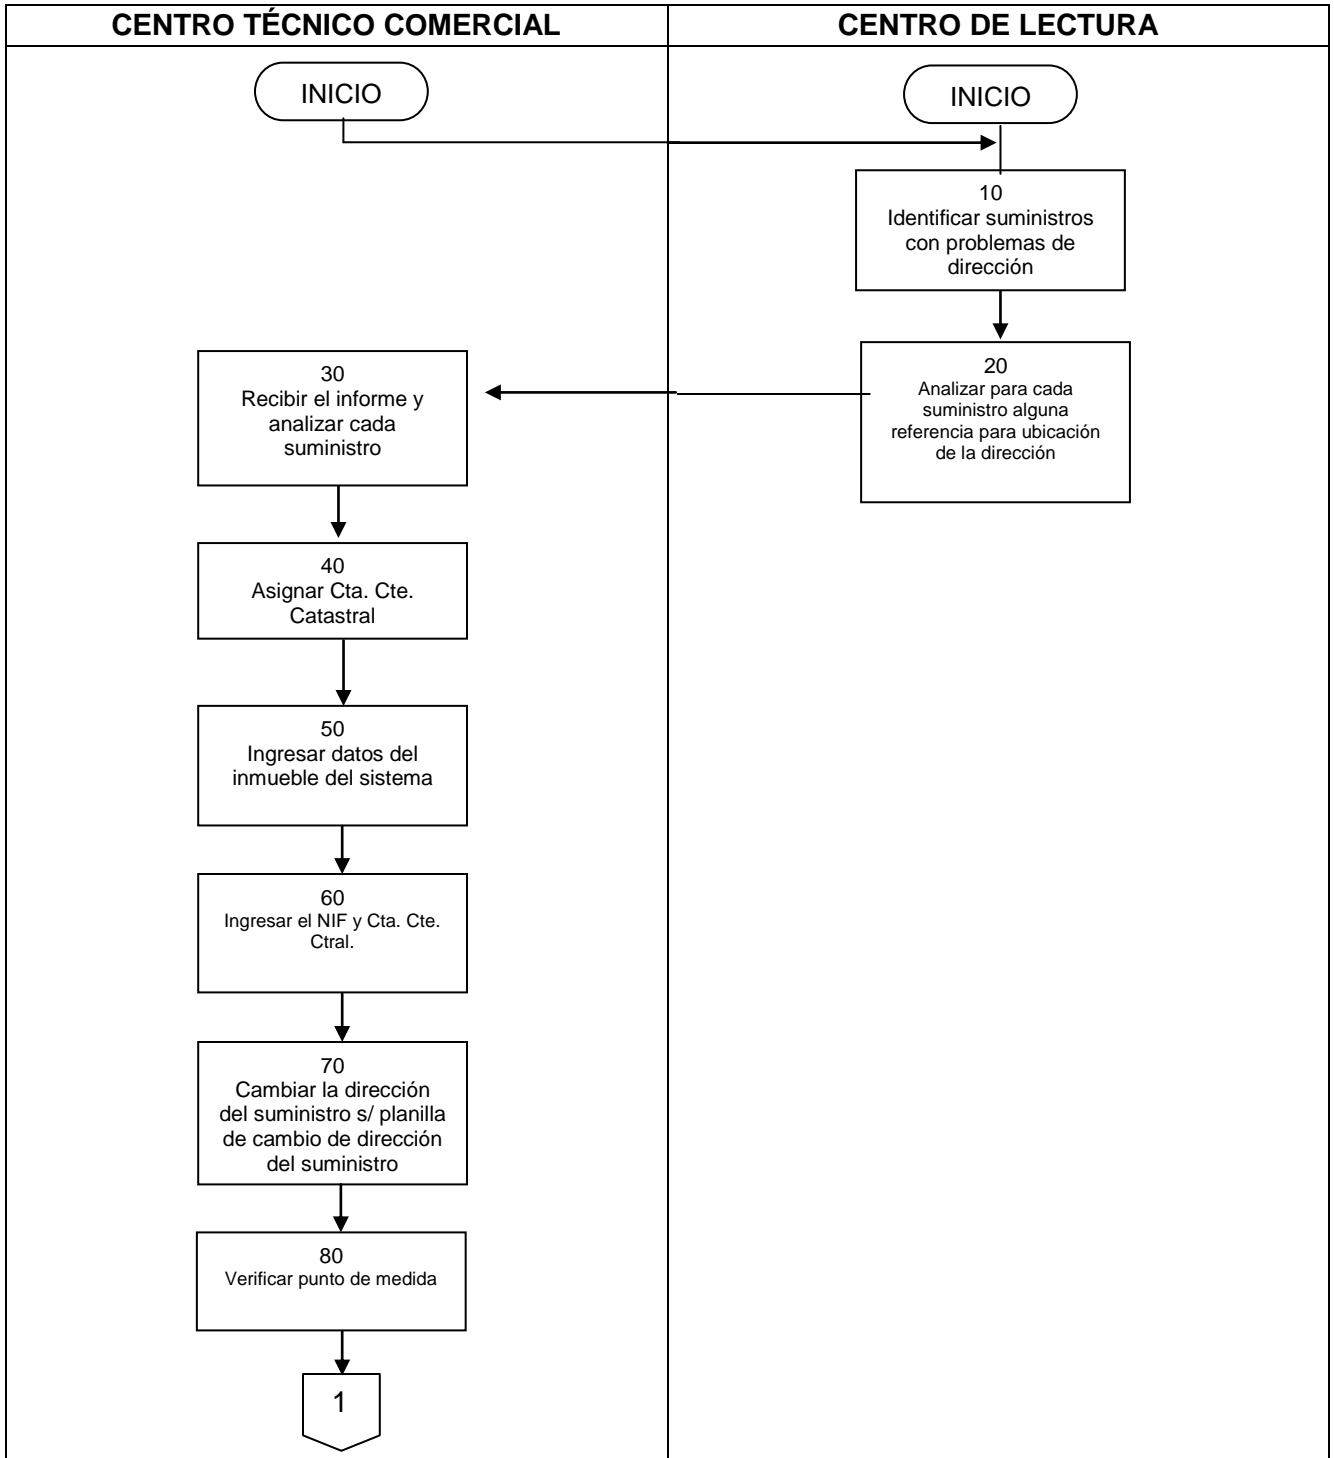 CENTRO TÉCNICO COMERCIAL
CENTRO DE LECTURA
INICIO
INICIO
10
Identificar suministros
con problemas de
dirección
20
Analizar para cada
suministro alguna
referencia para ubicación
de la dirección
30
Recibir el informe y
analizar cada
suministro
40
Asignar Cta. Cte.
Catastral
50
Ingresar datos del
inmueble del sistema
60
Ingresar el NIF y Cta. Cte.
Ctral.
70
Cambiar la dirección
del suministro s/ planilla
de cambio de dirección
del suministro
80
Verificar punto de medida
1